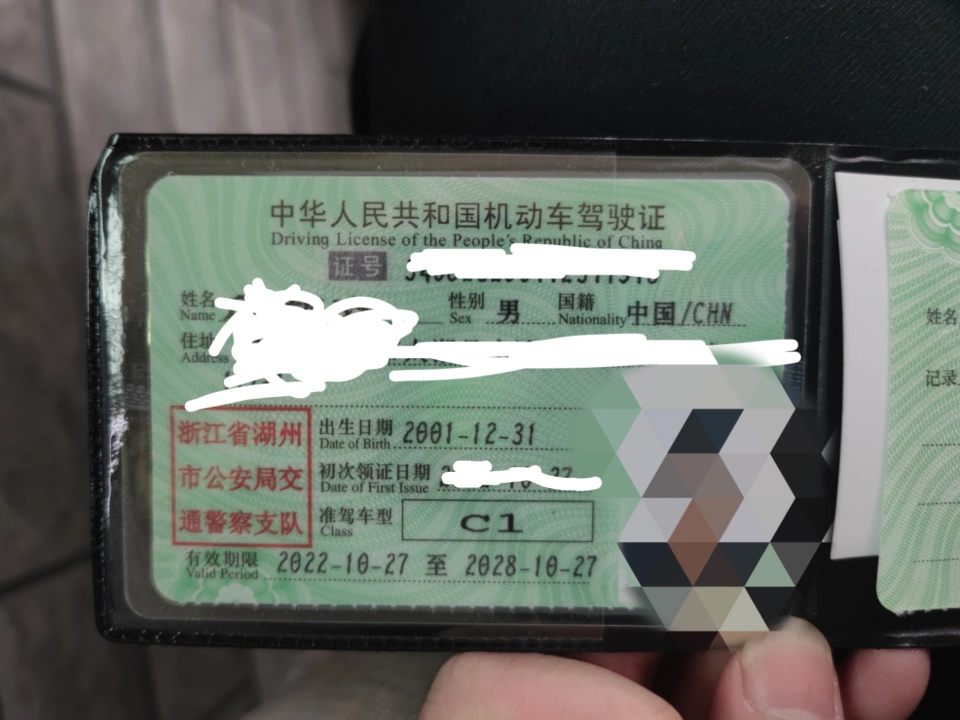 中华人民共和国机动车驾驶证
Driving License of the People's Republic of China
证号
姓名 Name 性别 Sex 男 国籍 Nationality 中国/CHN
住址 Address
浙江省湖州
市公安局交
通警察支队
出生日期 Date of Birth 2001-12-31
初次领证日期 Date of First Issue
准驾车型 Class C1
有效期限 Valid Period 2022-10-27 至 2028-10-27
姓名
记录